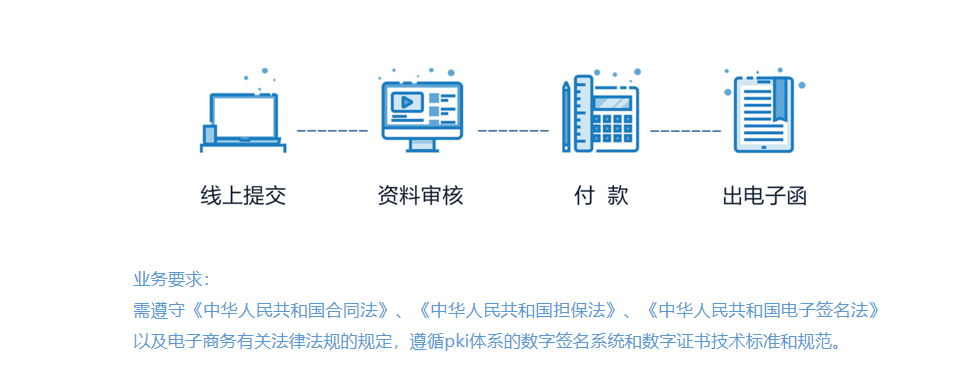 线上提交
资料审核
付 款
出电子函
业务要求：
需遵守《中华人民共和国合同法》、《中华人民共和国担保法》、《中华人民共和国电子签名法》
以及电子商务有关法律法规的规定，遵循pki体系的数字签名系统和数字证书技术标准和规范。